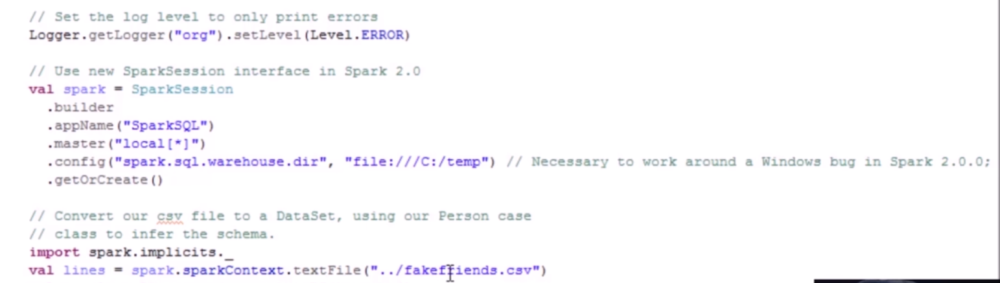 // Set the log level to only print errors
Logger.getLogger("org").setLevel(Level.ERROR)
// Use new SparkSession interface in Spark 2.0
val spark = SparkSession
.builder
.appName("SparkSQL")
.master("local[*]")
.config("spark.sql.warehouse.dir", "file:///C:/temp") // Necessary to work around a Windows bug in Spark 2.0.0;
.getOrCreate()
// Convert our csv file to a DataSet, using our Person case
// class to infer the schema.
import spark.implicits._
val lines = spark.sparkContext.textFile("../fakefriends.csv")